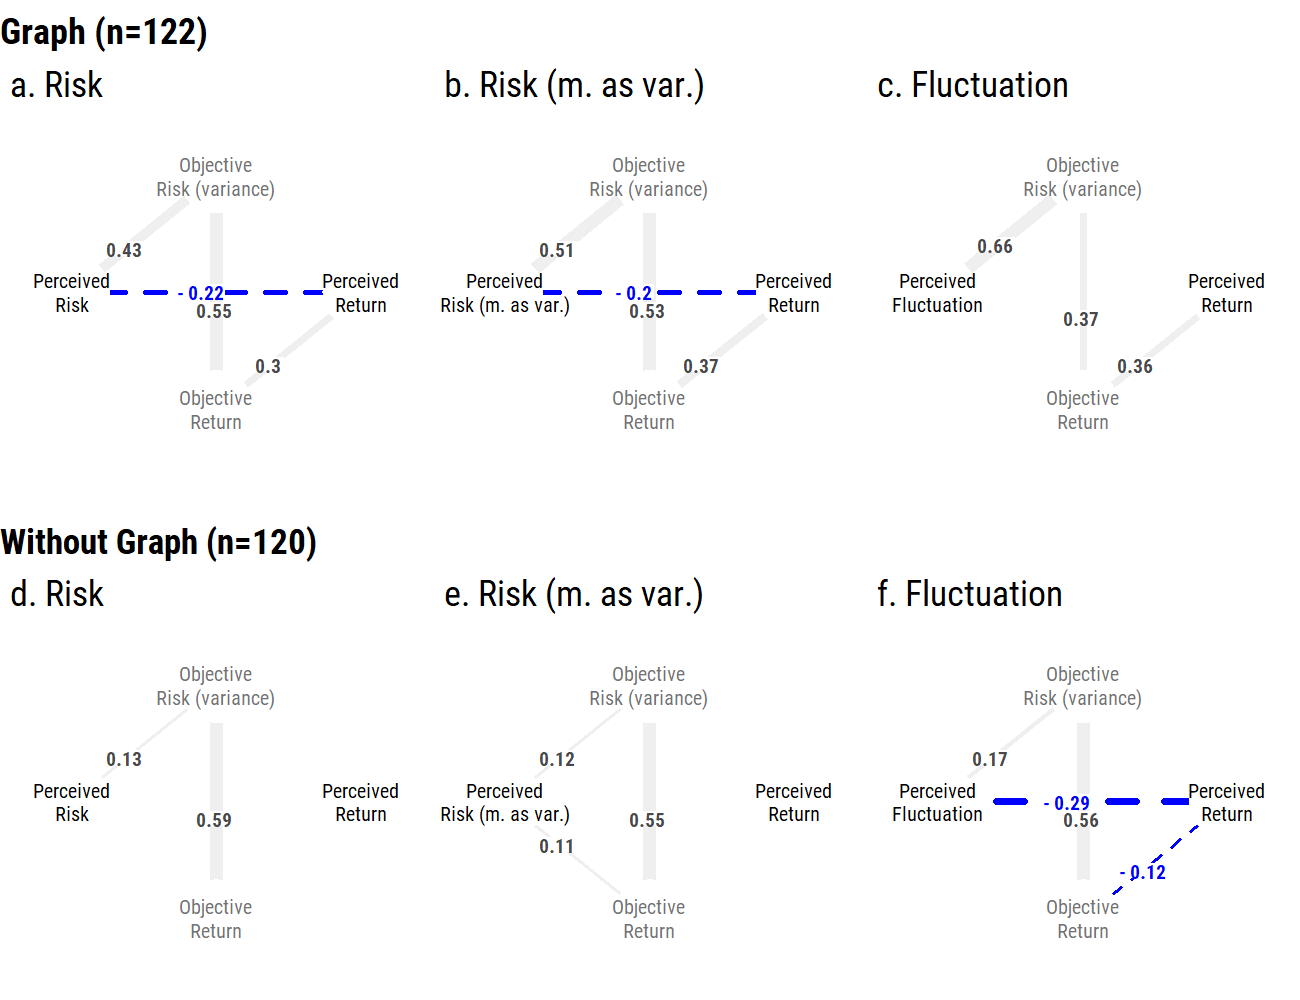 Graph (n=122)
a. Risk
b. Risk (m. as var.)
c. Fluctuation
Objective
Risk (variance)
0.43
Perceived
Risk
- 0.22
0.55
Perceived
Return
0.3
Objective
Return
Objective
Risk (variance)
0.51
Perceived
Risk (m. as var.)
- 0.2
0.53
Perceived
Return
0.37
Objective
Return
Objective
Risk (variance)
0.66
Perceived
Fluctuation
0.37
Perceived
Return
0.36
Objective
Return
Without Graph (n=120)
d. Risk
e. Risk (m. as var.)
f. Fluctuation
Objective
Risk (variance)
0.13
Perceived
Risk
0.59
Perceived
Return
Objective
Return
Objective
Risk (variance)
0.12
Perceived
Risk (m. as var.)
0.55
Perceived
Return
0.11
Objective
Return
Objective
Risk (variance)
0.17
Perceived
Fluctuation
- 0.29
0.56
Perceived
Return
- 0.12
Objective
Return